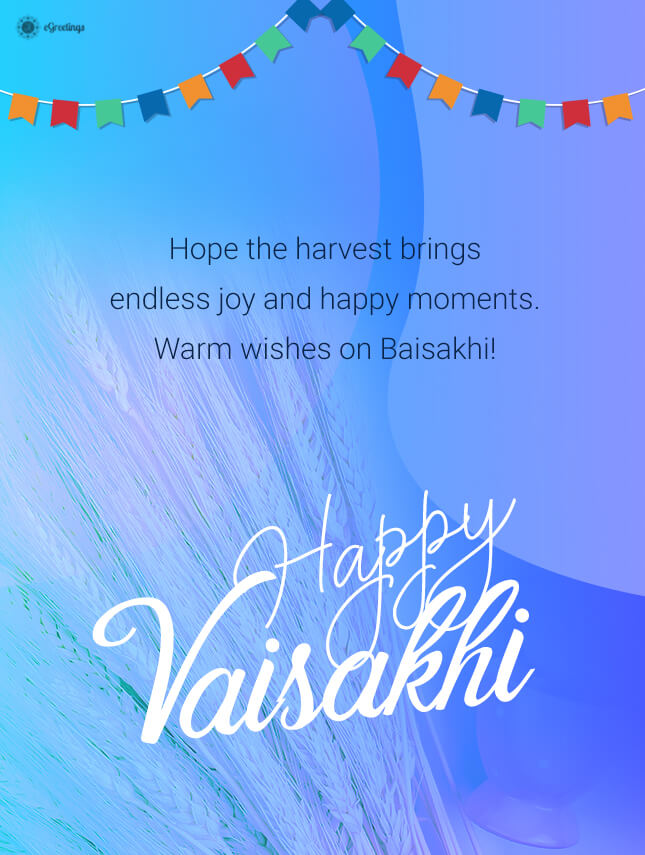 eGreetings
Hope the harvest brings
endless joy and happy moments.
Warm wishes on Baisakhi!
Happy
Vaisakhi